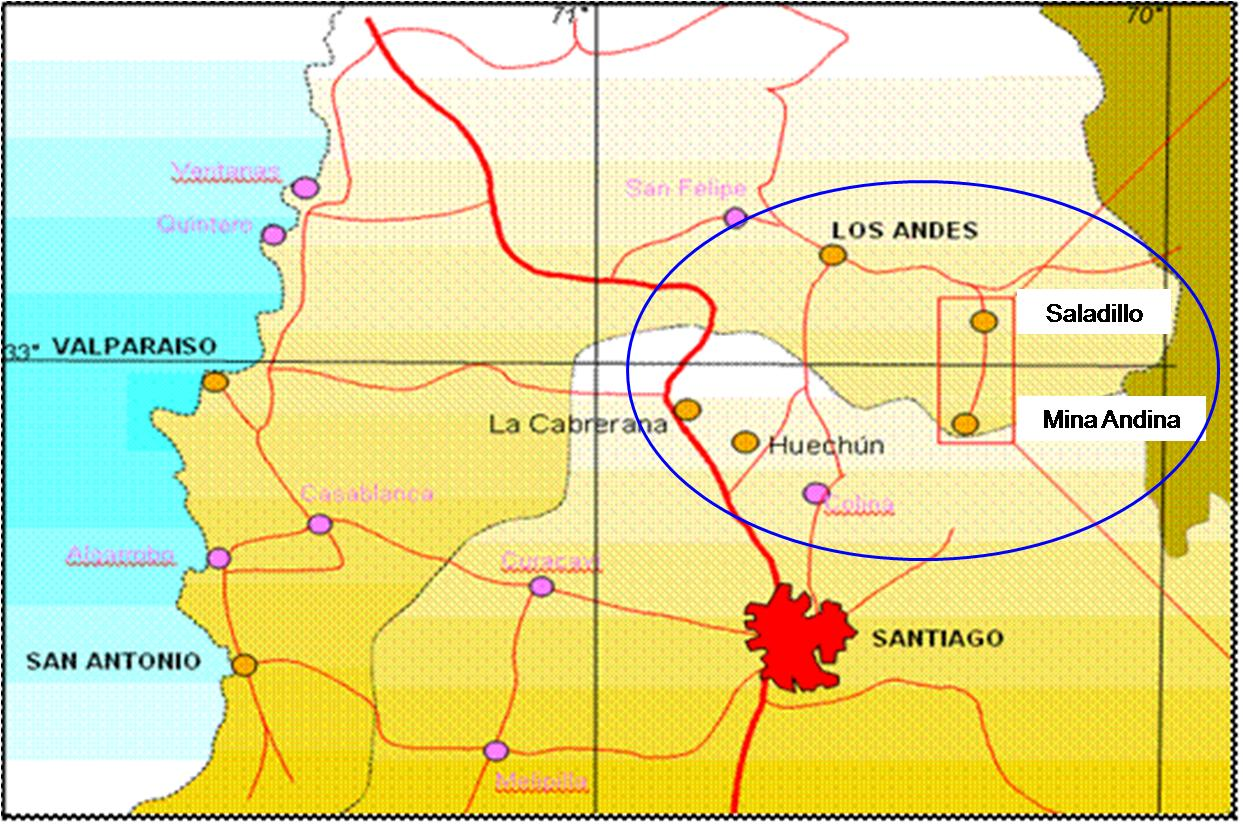 71°
70°
Ventanas
San Felipe
Quintero
LOS ANDES
Saladillo
33°
VALPARAISO
La Cabrerana
Mina Andina
Huechún
Casablanca
Colina
Algarrobo
Curacavi
SANTIAGO
SAN ANTONIO
Melipilla